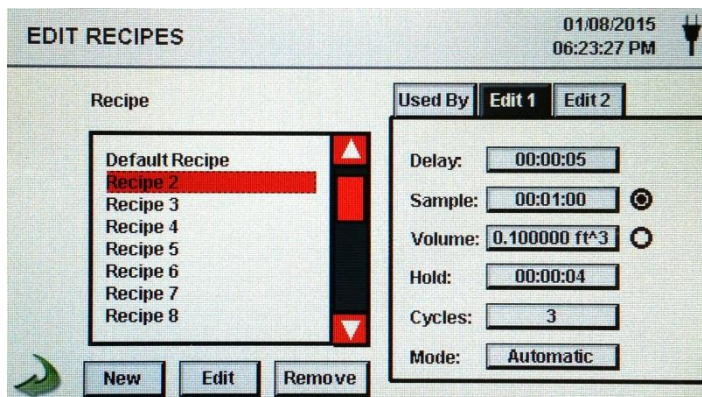 EDIT RECIPES
01/08/2015
06:23:27 PM
Recipe
Default Recipe
Recipe 2
Recipe 3
Recipe 4
Recipe 5
Recipe 6
Recipe 7
Recipe 8
New Edit Remove
Used By Edit 1 Edit 2
Delay: 00:00:05
Sample: 00:01:00
Volume: 0.100000 ft^3
Hold: 00:00:04
Cycles: 3
Mode: Automatic